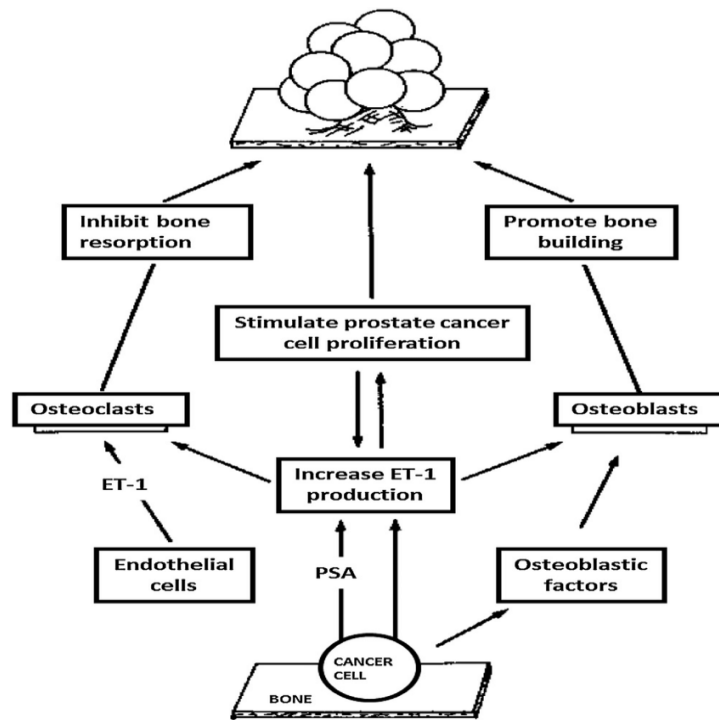 Inhibit bone
resorption
Promote bone
building
Stimulate prostate cancer
cell proliferation
Osteoclasts
Osteoblasts
ET-1
Increase ET-1
production
Endothelial
cells
PSA
Osteoblastic
factors
CANCER
CELL
BONE